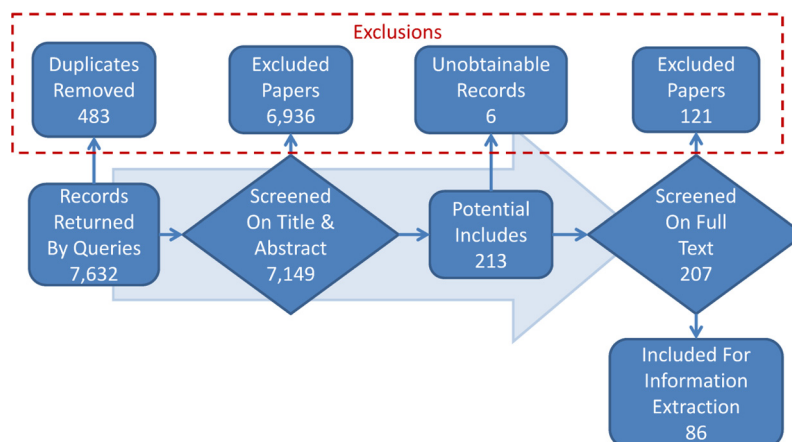 Exclusions
Duplicates
Removed
483
Excluded
Papers
6,936
Unobtainable
Records
6
Excluded
Papers
121
Records
Returned
By Queries
7,632
Screened
On Title &
Abstract
7,149
Potential
Includes
213
Screened
On Full
Text
207
Included For
Information
Extraction
86